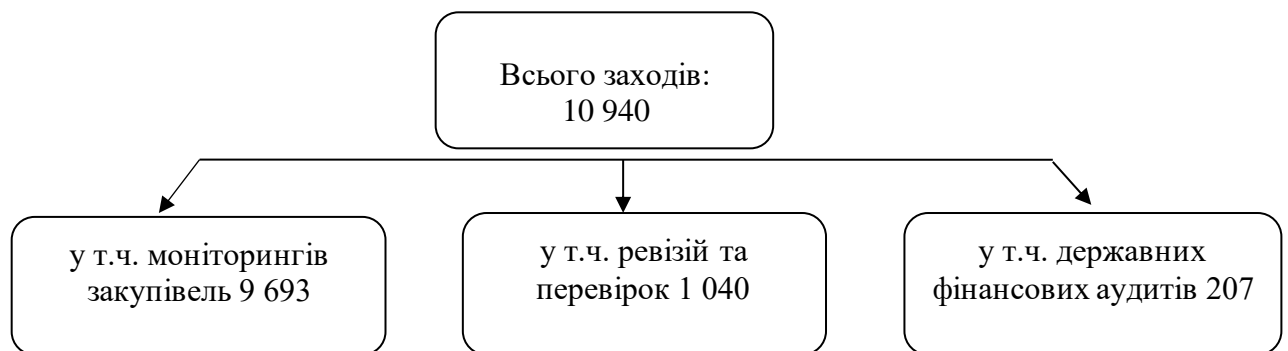 Всього заходів:
10 940
у т.ч. моніторингів
закупівель 9 693
у т.ч. ревізій та
перевірок 1 040
у т.ч. державних
фінансових аудитів 207